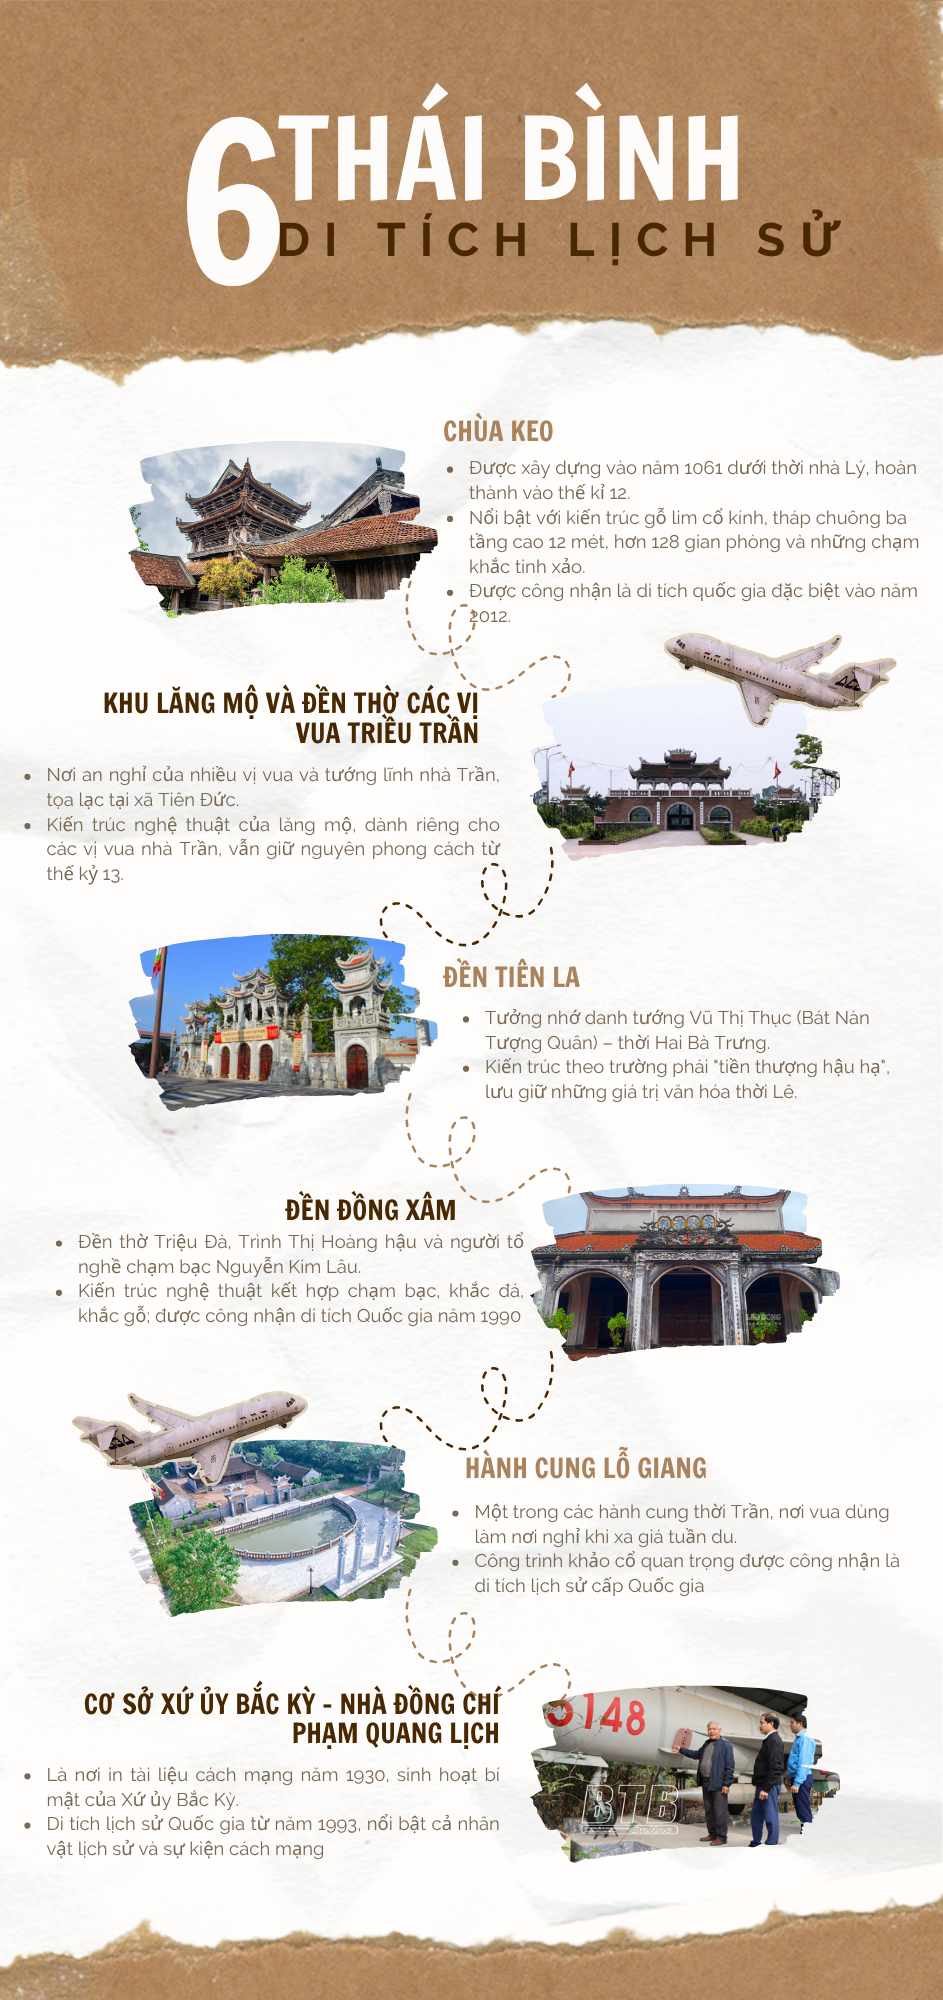 6 THÁI BÌNH
DI TÍCH LỊCH SỬ
CHÙA KEO
• Được xây dựng vào năm 1061 dưới thời nhà Lý, hoàn
thành vào thế kỉ 12.
• Nổi bật với kiến trúc gỗ lim cổ kính, tháp chuông ba
tầng cao 12 mét, hơn 128 gian phòng và những chạm
khắc tinh xảo.
• Được công nhận là di tích quốc gia đặc biệt vào năm
2012.
KHU LĂNG MỘ VÀ ĐỀN THỜ CÁC VỊ
VUA TRIỀU TRẦN
• Nơi an nghỉ của nhiều vị vua và tướng lĩnh nhà Trần,
tọa lạc tại xã Tiên Đức.
• Kiến trúc nghệ thuật của lăng mộ, dành riêng cho
các vị vua nhà Trần, vẫn giữ nguyên phong cách từ
thế kỷ 13.
ĐỀN TIÊN LA
• Tưởng nhớ danh tướng Vũ Thị Thục (Bát Nàn
Tượng Quân) – thời Hai Bà Trưng.
• Kiến trúc theo trường phái "tiền thượng hậu hạ",
lưu giữ những giá trị văn hóa thời Lê.
ĐỀN ĐỒNG XÂM
• Đền thờ Triệu Đà, Trình Thị Hoàng hậu và người tổ
nghề chạm bạc Nguyễn Kim Lâu.
• Kiến trúc nghệ thuật kết hợp chạm bạc, khắc đá,
khắc gỗ; được công nhận di tích Quốc gia năm 1990
HÀNH CUNG LỖ GIANG
• Một trong các hành cung thời Trần, nơi vua dùng
làm nơi nghỉ khi xa giá tuần du.
• Công trình khảo cổ quan trọng được công nhận là
di tích lịch sử cấp Quốc gia
CƠ SỞ XỨ ỦY BẮC KỲ - NHÀ ĐỒNG CHÍ
PHẠM QUANG LỊCH
• Là nơi in tài liệu cách mạng năm 1930, sinh hoạt bí
mật của Xứ ủy Bắc Kỳ.
• Di tích lịch sử Quốc gia từ năm 1993, nổi bật cả nhân
vật lịch sử và sự kiện cách mạng
148
BTB